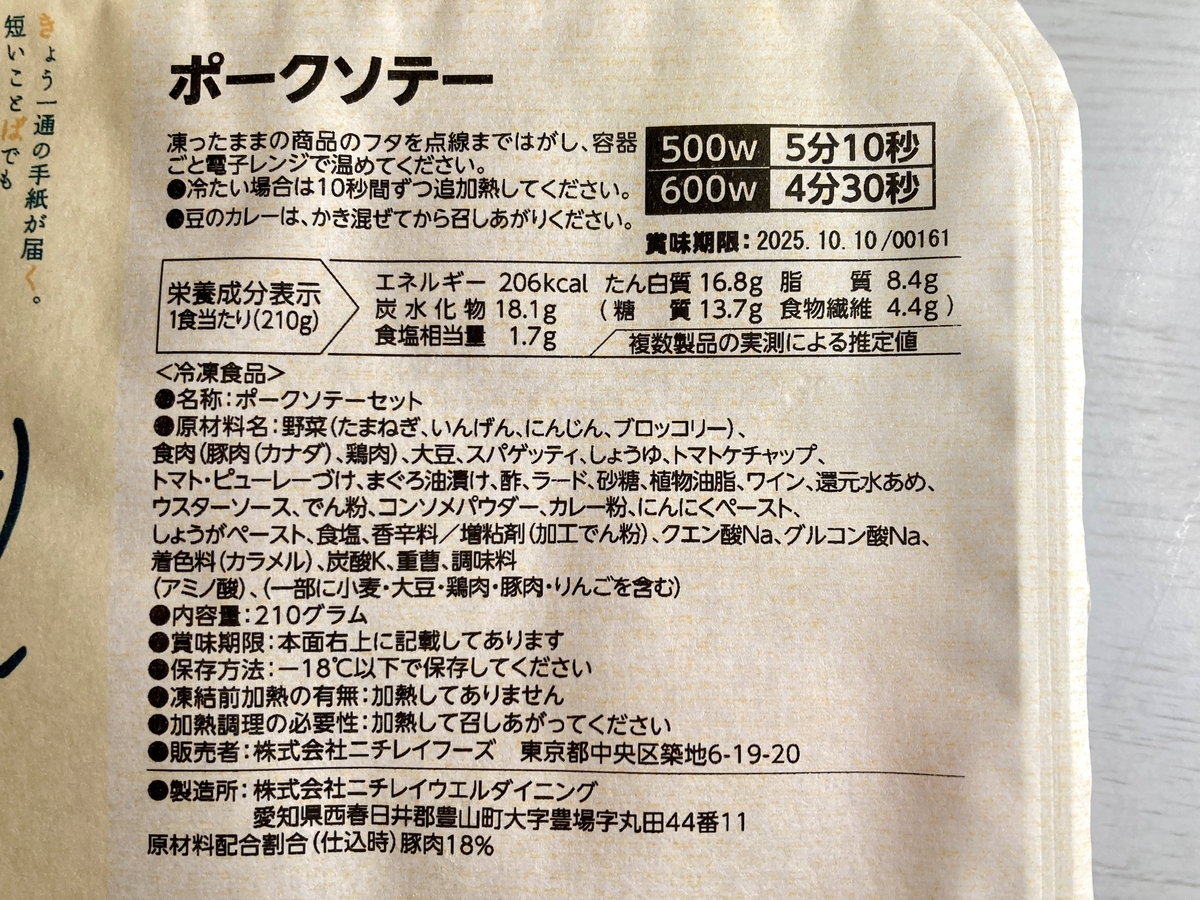 きょう一通の手紙が届く。
短いことばでも
ポークソテー
凍ったままの商品のフタを点線まではがし、容器
ごと電子レンジで温めてください。
●冷たい場合は10秒間ずつ追加熱してください。
●豆のカレーは、かき混ぜてから召しあがりください。
500w 5分10秒
600w 4分30秒
賞味期限：2025.10.10/00161
栄養成分表示
1食当たり(210g)
エネルギー 206kcal たん白質 16.8g 脂 質 8.4g
炭水化物 18.1g (糖 質 13.7g 食物繊維 4.4g)
食塩相当量 1.7g 複数製品の実測による推定値
<冷凍食品>
●名称：ポークソテーセット
●原材料名：野菜(たまねぎ、いんげん、にんじん、ブロッコリー)、
食肉(豚肉(カナダ)、鶏肉)、大豆、スパゲッティ、しょうゆ、トマトケチャップ、
トマト・ピューレーづけ、まぐろ油漬け、酢、ラード、砂糖、植物油脂、ワイン、還元水あめ、
ウスターソース、でん粉、コンソメパウダー、カレー粉、にんにくペースト、
しょうがペースト、食塩、香辛料／増粘剤(加工でん粉)、クエン酸Na、グルコン酸Na、
着色料(カラメル)、炭酸K、重曹、調味料
(アミノ酸)、(一部に小麦・大豆・鶏肉・豚肉・りんごを含む)
●内容量：210グラム
●賞味期限：本面右上に記載してあります
●保存方法：－18℃以下で保存してください
●凍結前加熱の有無：加熱してありません
●加熱調理の必要性：加熱して召しあがってください
●販売者：株式会社ニチレイフーズ 東京都中央区築地6-19-20
●製造所：株式会社ニチレイウエルダイニング
愛知県西春日井郡豊山町大字豊場字丸田44番11
原材料配合割合(仕込時)豚肉18%